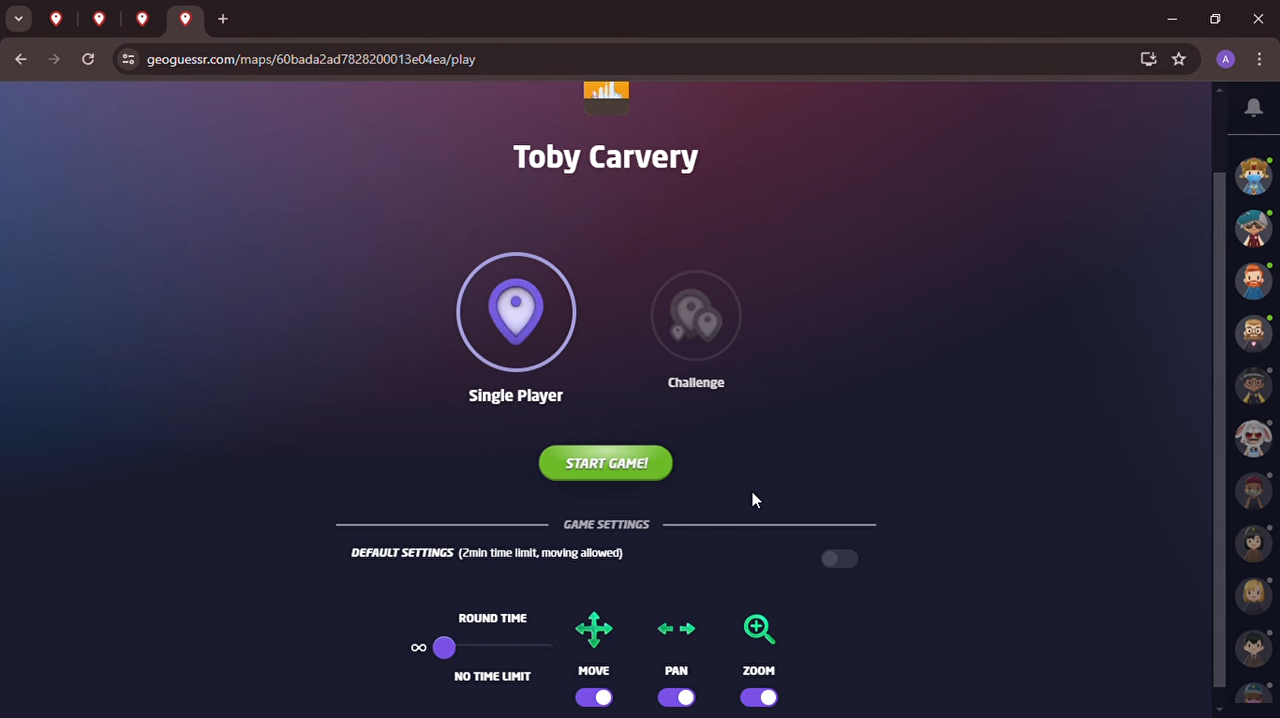 geoguessr.com/maps/60bada2ad7828200013e04ea/play
A
Toby Carvery
Single Player
Challenge
START GAME!
GAME SETTINGS
DEFAULT SETTINGS (2min time limit, moving allowed)
ROUND TIME
∞
NO TIME LIMIT
MOVE
PAN
ZOOM